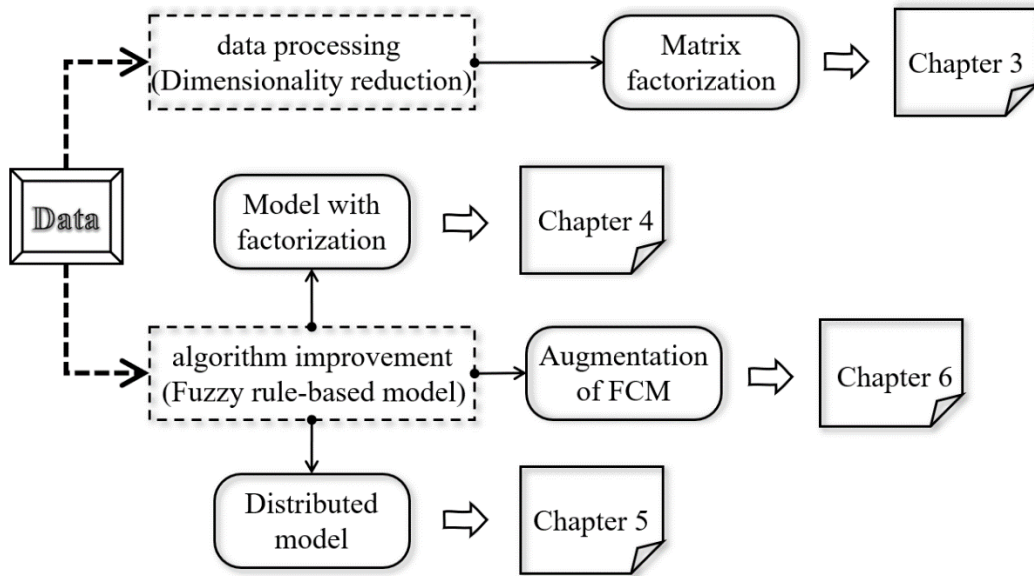 data processing
(Dimensionality reduction)
Matrix
factorization
Chapter 3
Data
Model with
factorization
Chapter 4
algorithm improvement
(Fuzzy rule-based model)
Augmentation
of FCM
Chapter 6
Distributed
model
Chapter 5